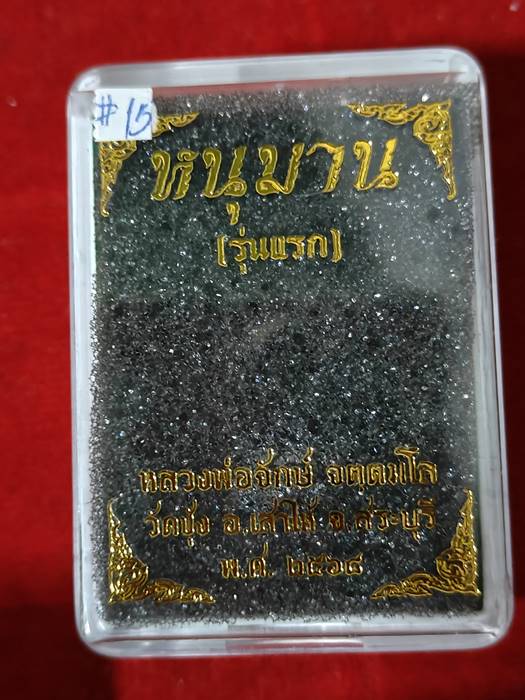 #15
หนุมาน
(รุ่นแรก)
หลวงพ่อจักษ์ จตฺตมโล
วัดบุ่ง อ.เสาไห้ จ.สระบุรี
พ.ศ. ๒๕๖๔